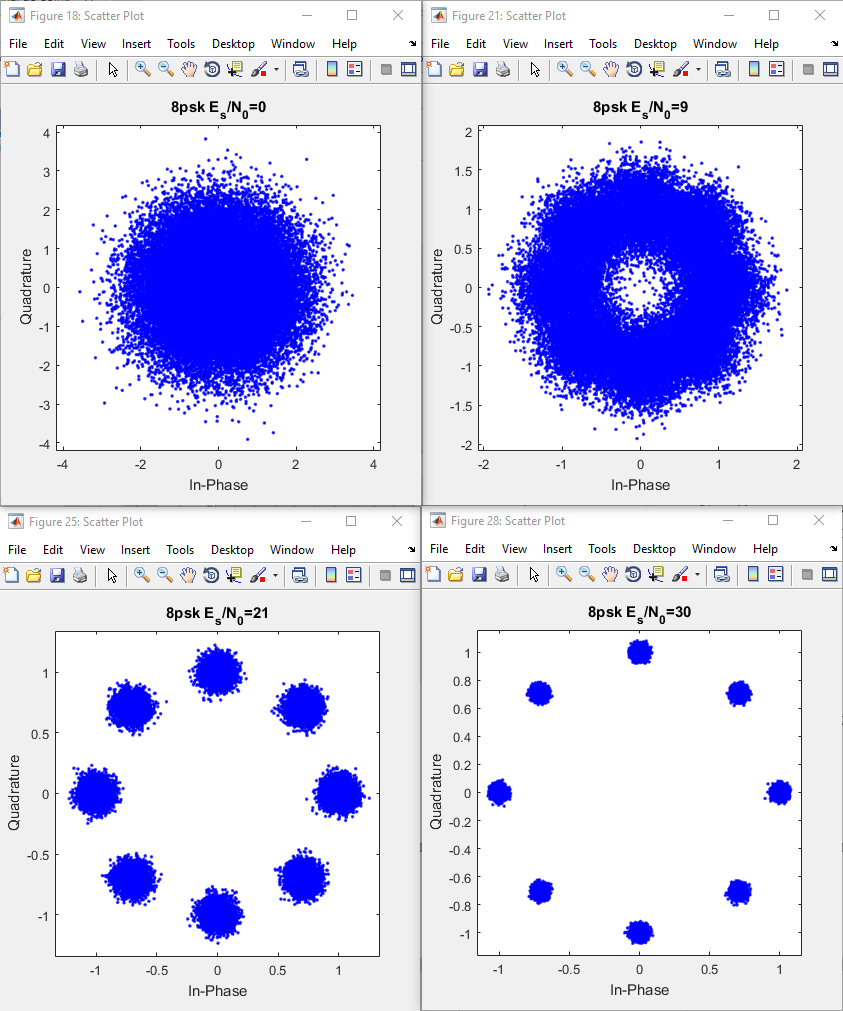 Figure 18: Scatter Plot
File Edit View Insert Tools Desktop Window Help
8psk E_s/N_0=0
4
3
2
1
0
-1
-2
-3
-4
Quadrature
-4 -2 0 2 4
In-Phase
Figure 21: Scatter Plot
File Edit View Insert Tools Desktop Window Help
8psk E_s/N_0=9
2
1.5
1
0.5
0
-0.5
-1
-1.5
-2
Quadrature
-2 -1 0 1 2
In-Phase
Figure 25: Scatter Plot
File Edit View Insert Tools Desktop Window Help
8psk E_s/N_0=21
1
0.5
0
-0.5
-1
Quadrature
-1 -0.5 0 0.5 1
In-Phase
Figure 28: Scatter Plot
File Edit View Insert Tools Desktop Window Help
8psk E_s/N_0=30
1
0.8
0.6
0.4
0.2
0
-0.2
-0.4
-0.6
-0.8
-1
Quadrature
-1 -0.5 0 0.5 1
In-Phase